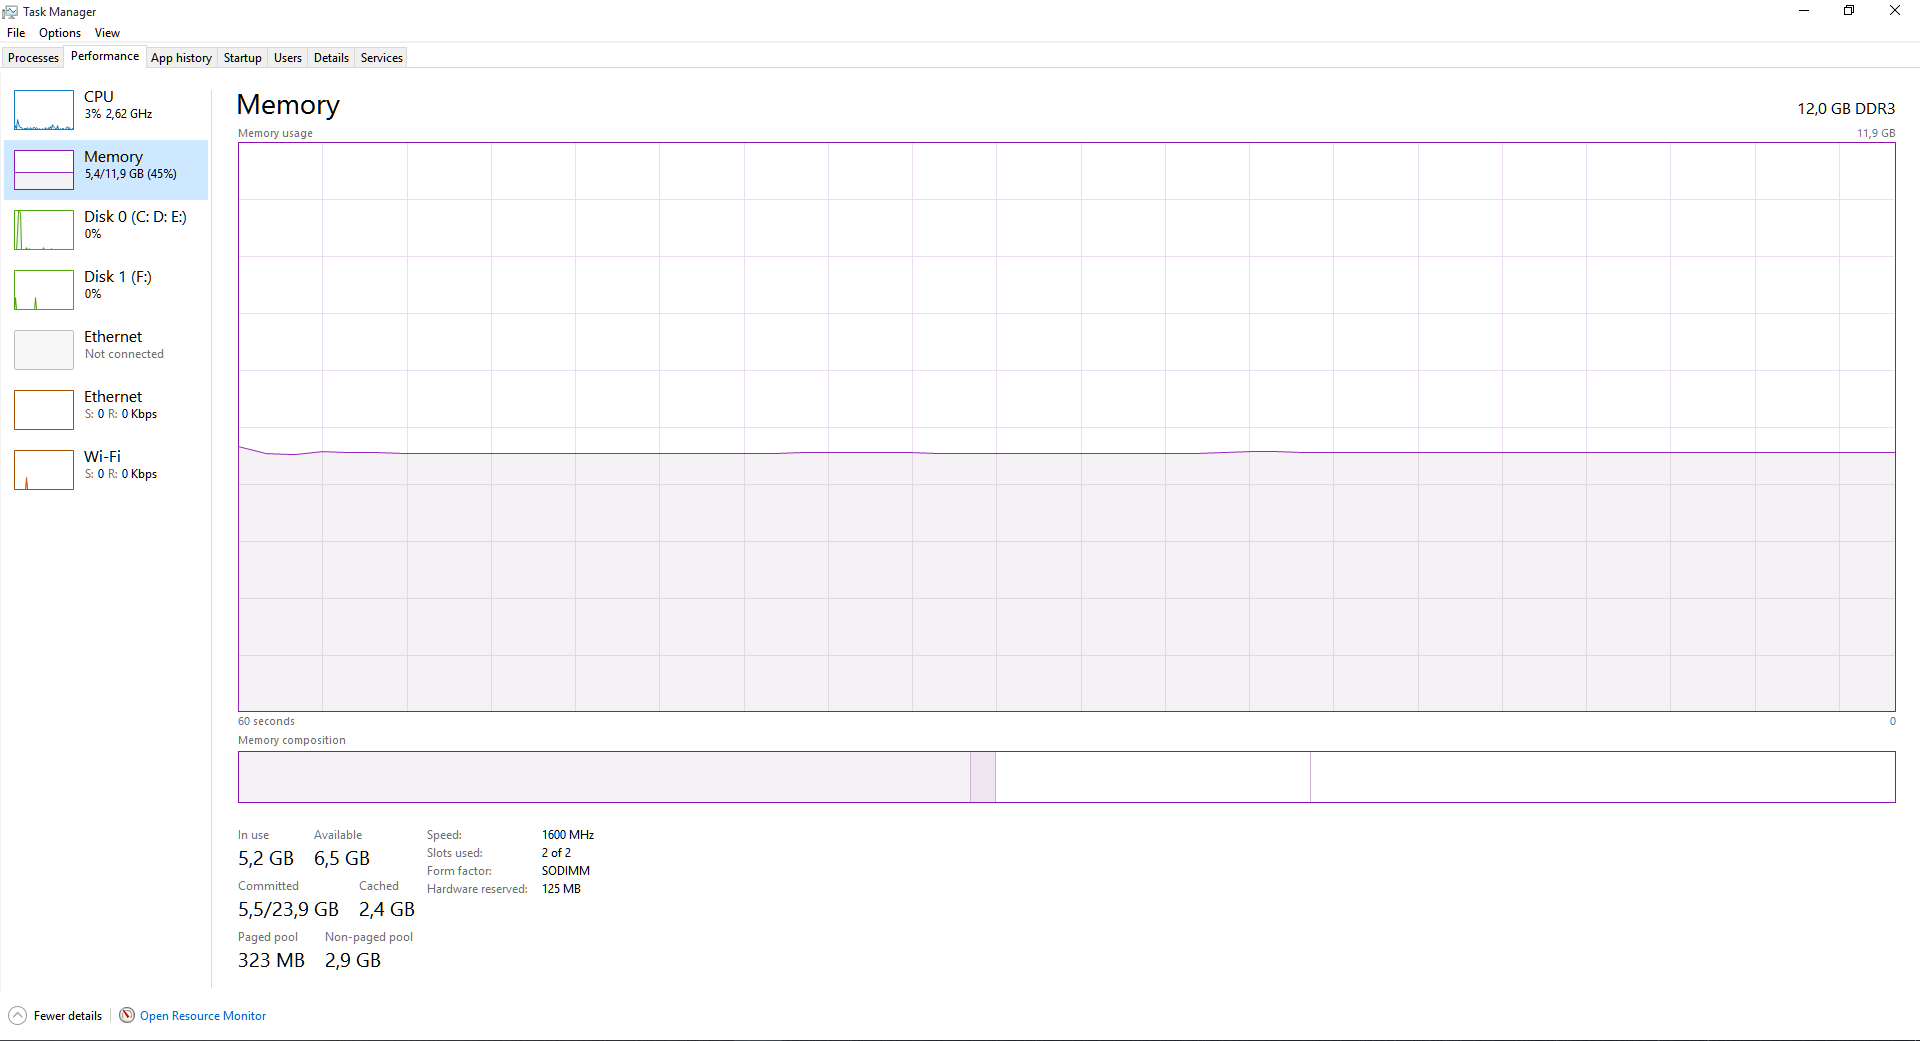 Task Manager
File Options View
Processes Performance App history Startup Users Details Services
CPU
3% 2,62 GHz
Memory
5,4/11,9 GB (45%)
Disk 0 (C: D: E:)
0%
Disk 1 (F:)
0%
Ethernet
Not connected
Ethernet
S: 0 R: 0 Kbps
Wi-Fi
S: 0 R: 0 Kbps
Memory
12,0 GB DDR3
Memory usage
11,9 GB
60 seconds
0
Memory composition
In use Available
5,2 GB 6,5 GB
Committed Cached
5,5/23,9 GB 2,4 GB
Paged pool Non-paged pool
323 MB 2,9 GB
Speed: 1600 MHz
Slots used: 2 of 2
Form factor: SODIMM
Hardware reserved: 125 MB
Fewer details
Open Resource Monitor